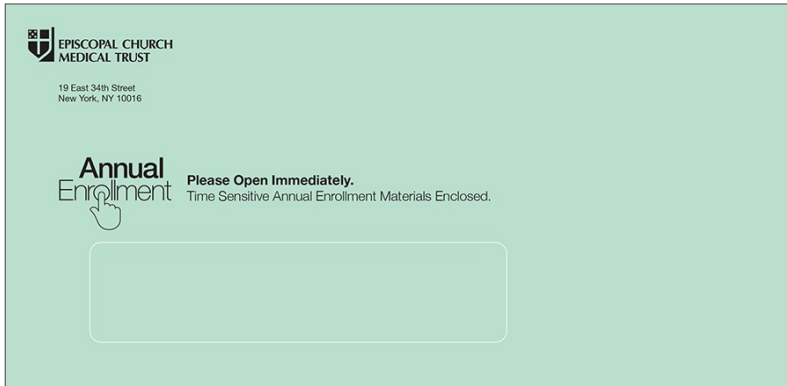 EPISCOPAL CHURCH
MEDICAL TRUST
19 East 34th Street
New York, NY 10016
Annual
Enrollment
Please Open Immediately.
Time Sensitive Annual Enrollment Materials Enclosed.